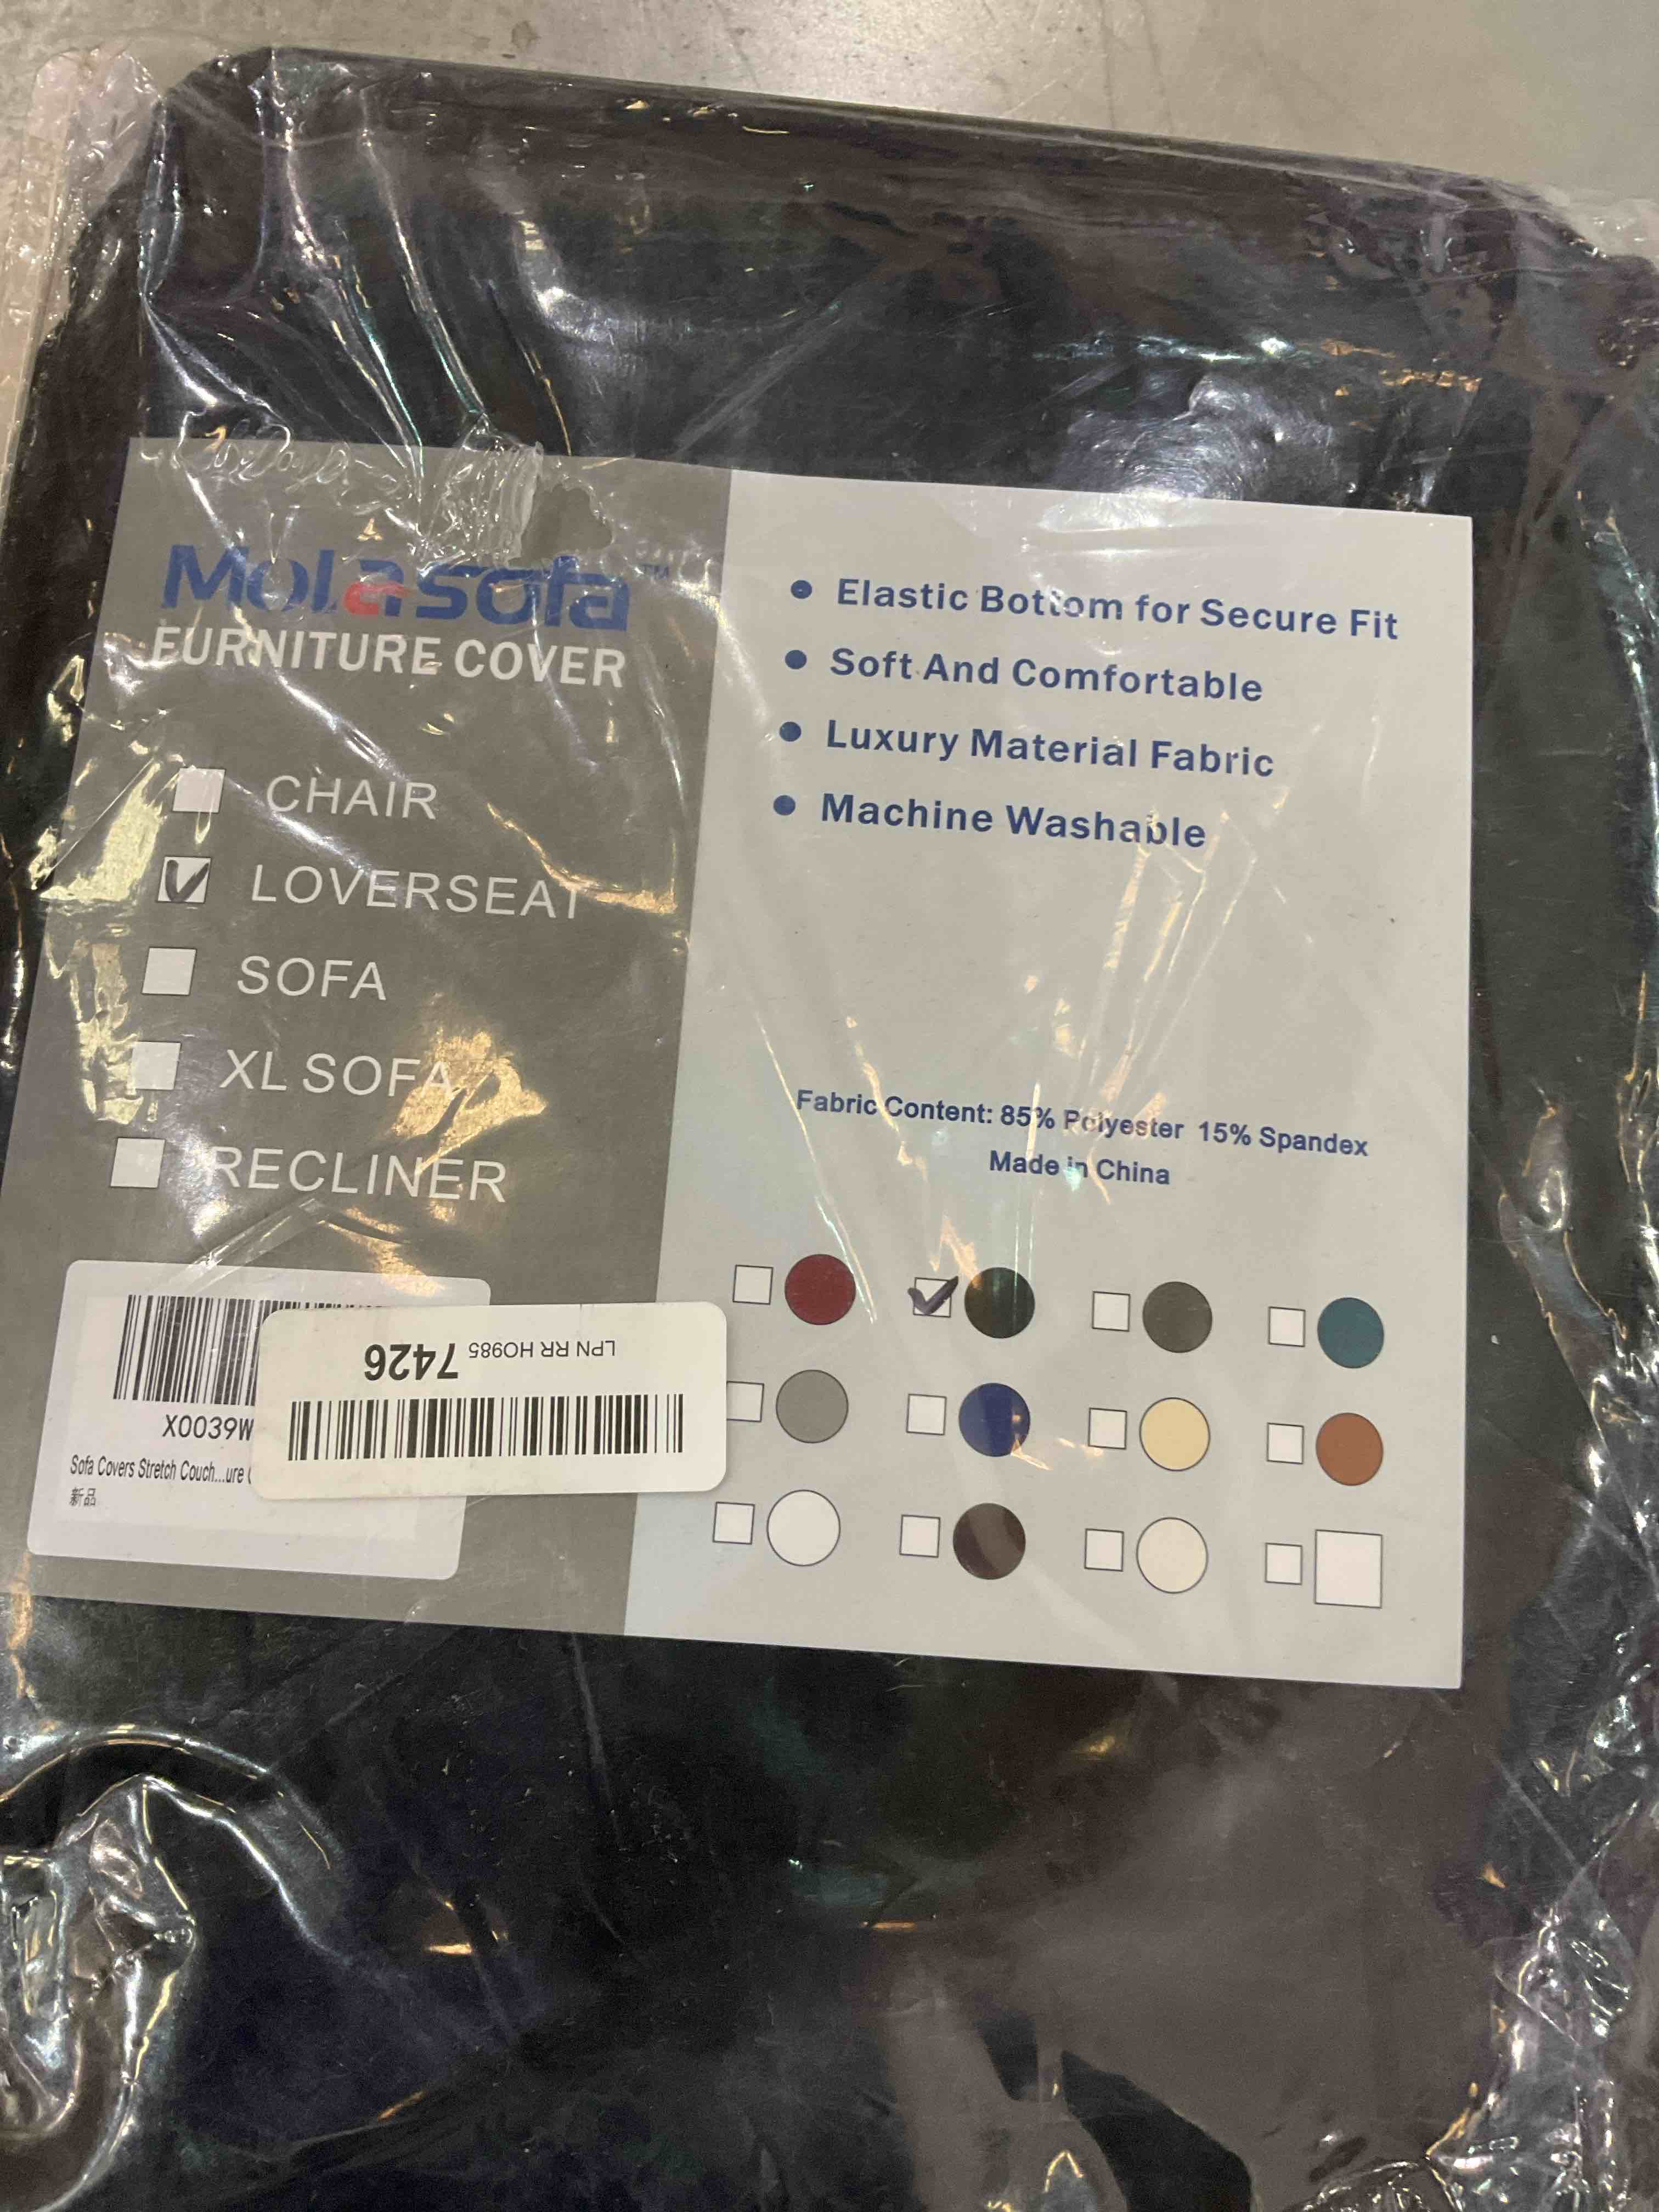 Molasofa™
FURNITURE COVER
CHAIR
LOVERSEAT
SOFA
XL SOFA
RECLINER
• Elastic Bottom for Secure Fit
• Soft And Comfortable
• Luxury Material Fabric
• Machine Washable
Fabric Content: 85% Polyester 15% Spandex
Made in China
X0039W
Sofa Covers Stretch Couch...ure
新品
LPN RR HO985 7426